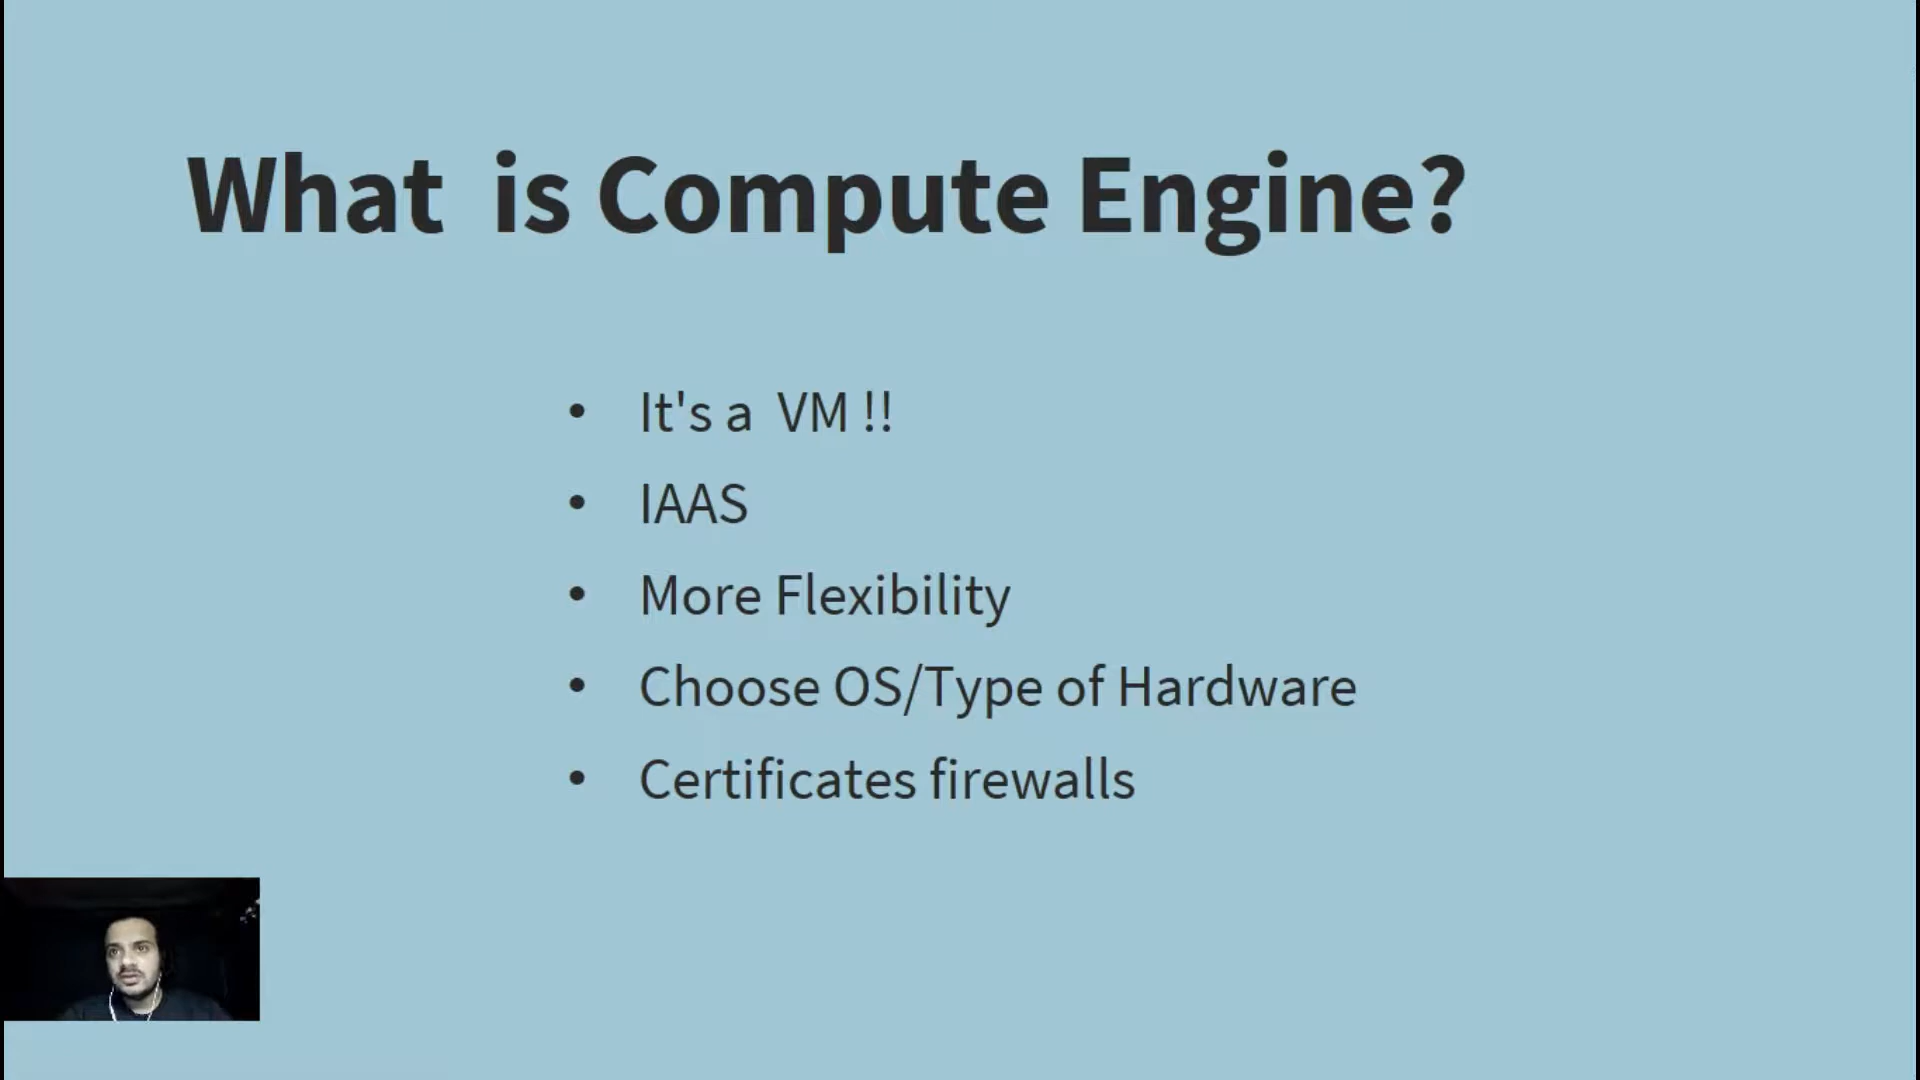 What is Compute Engine?
• It's a VM !!
• IAAS
• More Flexibility
• Choose OS/Type of Hardware
• Certificates firewalls